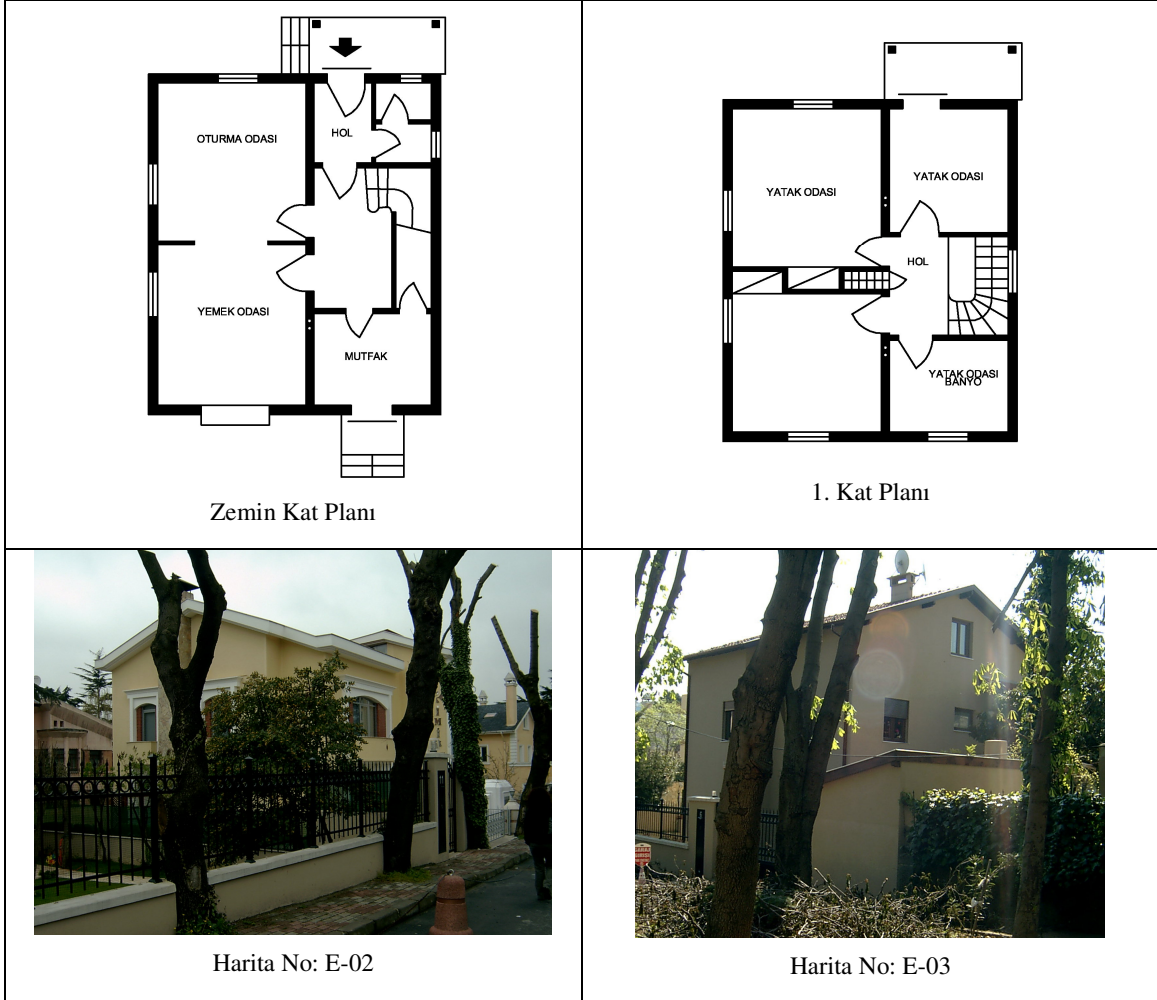 OTURMA ODASI
HOL
YEMEK ODASI
MUTFAK
Zemin Kat Planı
YATAK ODASI
YATAK ODASI
HOL
YATAK ODASI
BANYO
1. Kat Planı
Harita No: E-02
Harita No: E-03